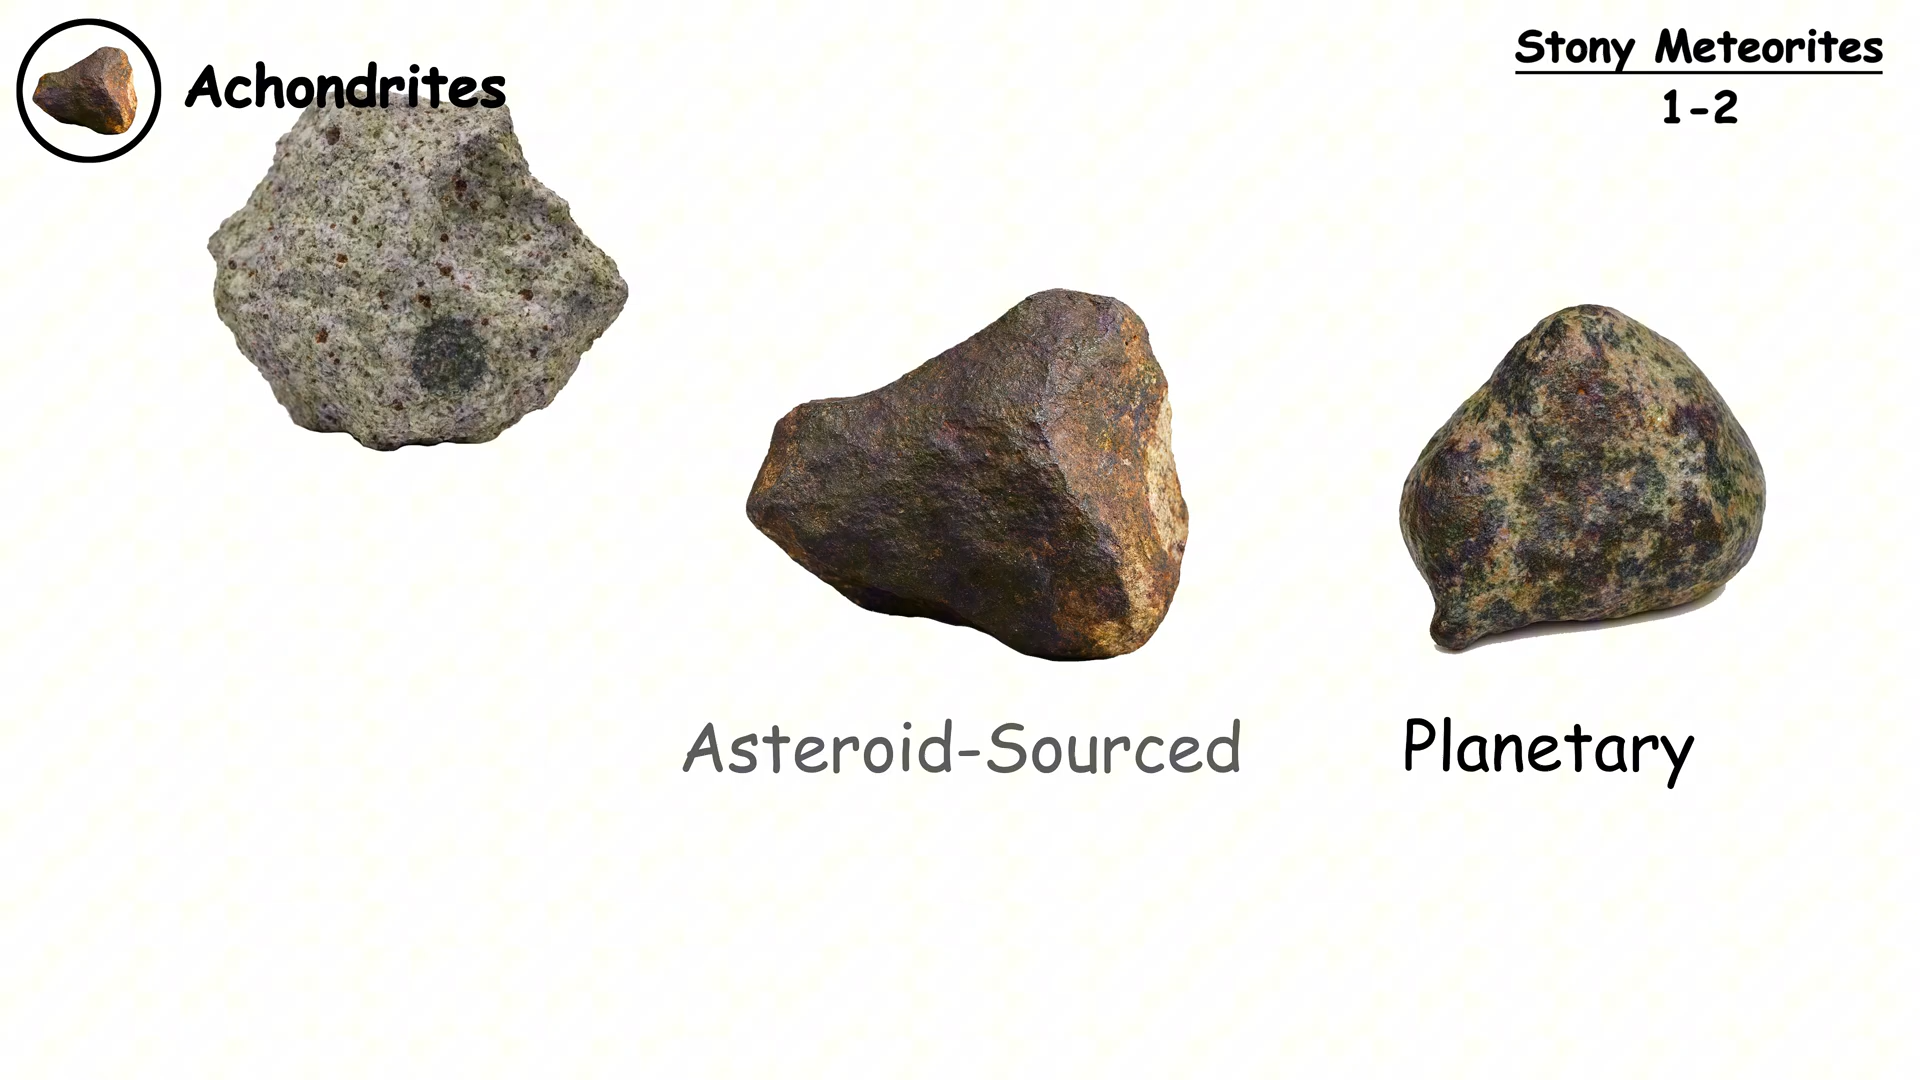 Achondrites
Stony Meteorites
1-2
Asteroid-Sourced
Planetary